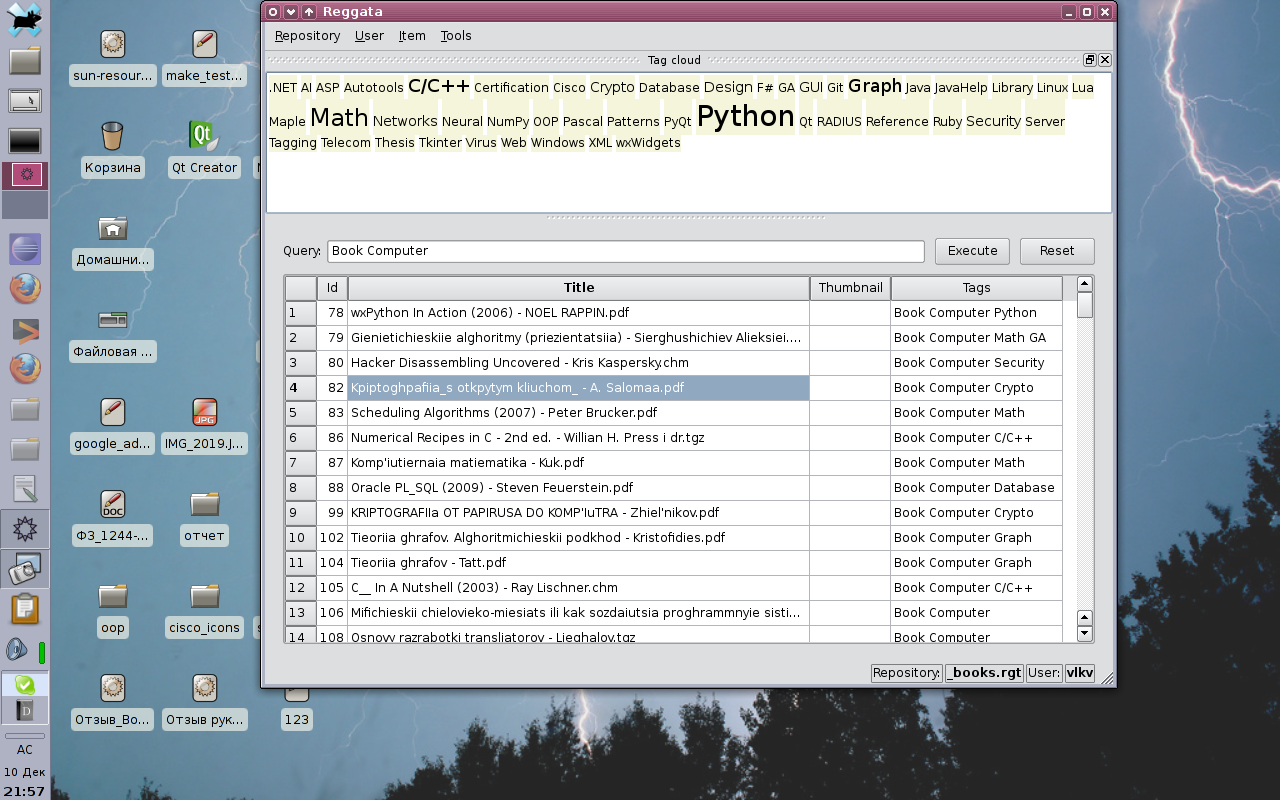 Reggata
Repository User Item Tools
Tag cloud
.NET AI ASP Autotools C/C++ Certification Cisco Crypto Database Design F# GA GUI Git Graph Java JavaHelp Library Linux Lua
Maple Math Networks Neural NumPy OOP Pascal Patterns PyQt Python Qt RADIUS Reference Ruby Security Server
Tagging Telecom Thesis Tkinter Virus Web Windows XML wxWidgets
Query: Book Computer Execute Reset
Id Title Thumbnail Tags
1 78 wxPython In Action (2006) - NOEL RAPPIN.pdf Book Computer Python
2 79 Gienietichieskiie alghoritmy (priezientatsiia) - Sierghushichiev Alieksiei.... Book Computer Math GA
3 80 Hacker Disassembling Uncovered - Kris Kaspersky.chm Book Computer Security
4 82 Kpiptoghpafiia_s otkpytym kliuchom_ - A. Salomaa.pdf Book Computer Crypto
5 83 Scheduling Algorithms (2007) - Peter Brucker.pdf Book Computer Math
6 86 Numerical Recipes in C - 2nd ed. - Willian H. Press i dr.tgz Book Computer C/C++
7 87 Komp'iutiernaia matiematika - Kuk.pdf Book Computer Math
8 88 Oracle PL_SQL (2009) - Steven Feuerstein.pdf Book Computer Database
9 99 KRIPTOGRAFIIa OT PAPIRUSA DO KOMP'IuTRA - Zhiel'nikov.pdf Book Computer Crypto
10 102 Tieoriia ghrafov. Alghoritmichieskii podkhod - Kristofidies.pdf Book Computer Graph
11 104 Tieoriia ghrafov - Tatt.pdf Book Computer Graph
12 105 C__ In A Nutshell (2003) - Ray Lischner.chm Book Computer C/C++
13 106 Mifichieskii chielovieko-miesiats ili kak sozdaiutsia proghrammnyie sisti... Book Computer
14 108 Osnovy razrabotki transliatorov - Lieghalov.tgz Book Computer
Repository: _books.rgt User: vlkv
sun-resour... make_test...
Корзина Qt Creator
Домашни...
Файловая ...
JPG
google_ad... IMG_2019.J...
DOC
ФЗ_1244-... отчет
oop cisco_icons
Отзыв_Во... Отзыв рук... 123
D
АС
10 Дек
21:57